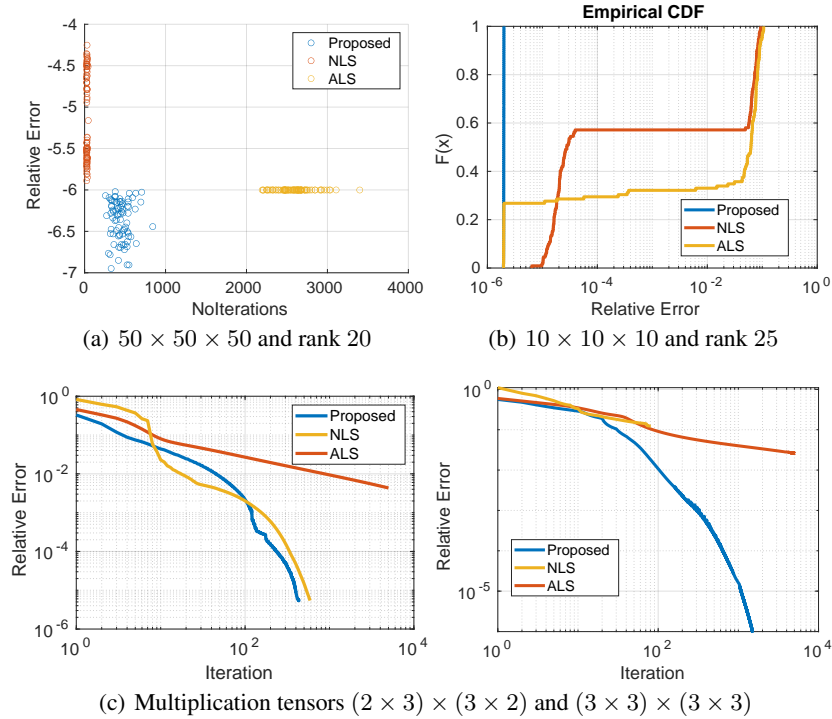 Relative Error
-4
-4.5
-5
-5.5
-6
-6.5
-7
Proposed
NLS
ALS
0
1000
2000
3000
4000
NoIterations
(a) 50 × 50 × 50 and rank 20
Empirical CDF
F(x)
1
0.8
0.6
0.4
0.2
0
Proposed
NLS
ALS
10^-6
10^-4
10^-2
10^0
Relative Error
(b) 10 × 10 × 10 and rank 25
Relative Error
10^0
10^-2
10^-4
10^-6
Proposed
NLS
ALS
10^0
10^2
10^4
Iteration
Relative Error
10^0
10^-5
Proposed
NLS
ALS
10^0
10^2
10^4
Iteration
(c) Multiplication tensors (2 × 3) × (3 × 2) and (3 × 3) × (3 × 3)